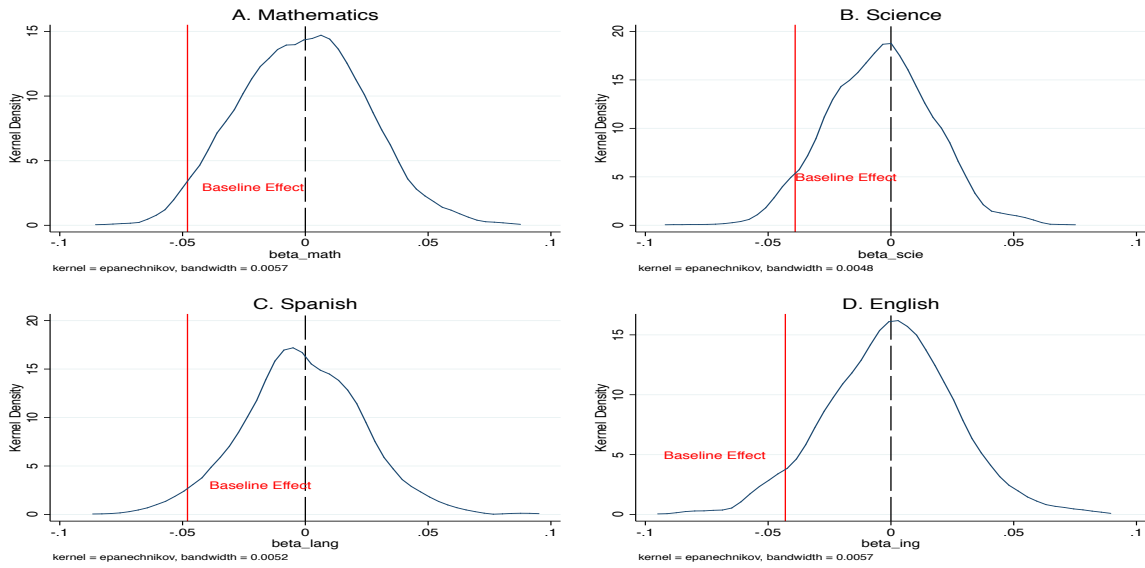 A. Mathematics
Kernel Density
15
10
5
0
Baseline Effect
-.1 -.05 0 .05 .1
beta_math
kernel = epanechnikov, bandwidth = 0.0057
B. Science
Kernel Density
20
15
10
5
0
Baseline Effect
-.1 -.05 0 .05 .1
beta_scie
kernel = epanechnikov, bandwidth = 0.0048
C. Spanish
Kernel Density
20
15
10
5
0
Baseline Effect
-.1 -.05 0 .05 .1
beta_lang
kernel = epanechnikov, bandwidth = 0.0052
D. English
Kernel Density
15
10
5
0
Baseline Effect
-.1 -.05 0 .05 .1
beta_ing
kernel = epanechnikov, bandwidth = 0.0057